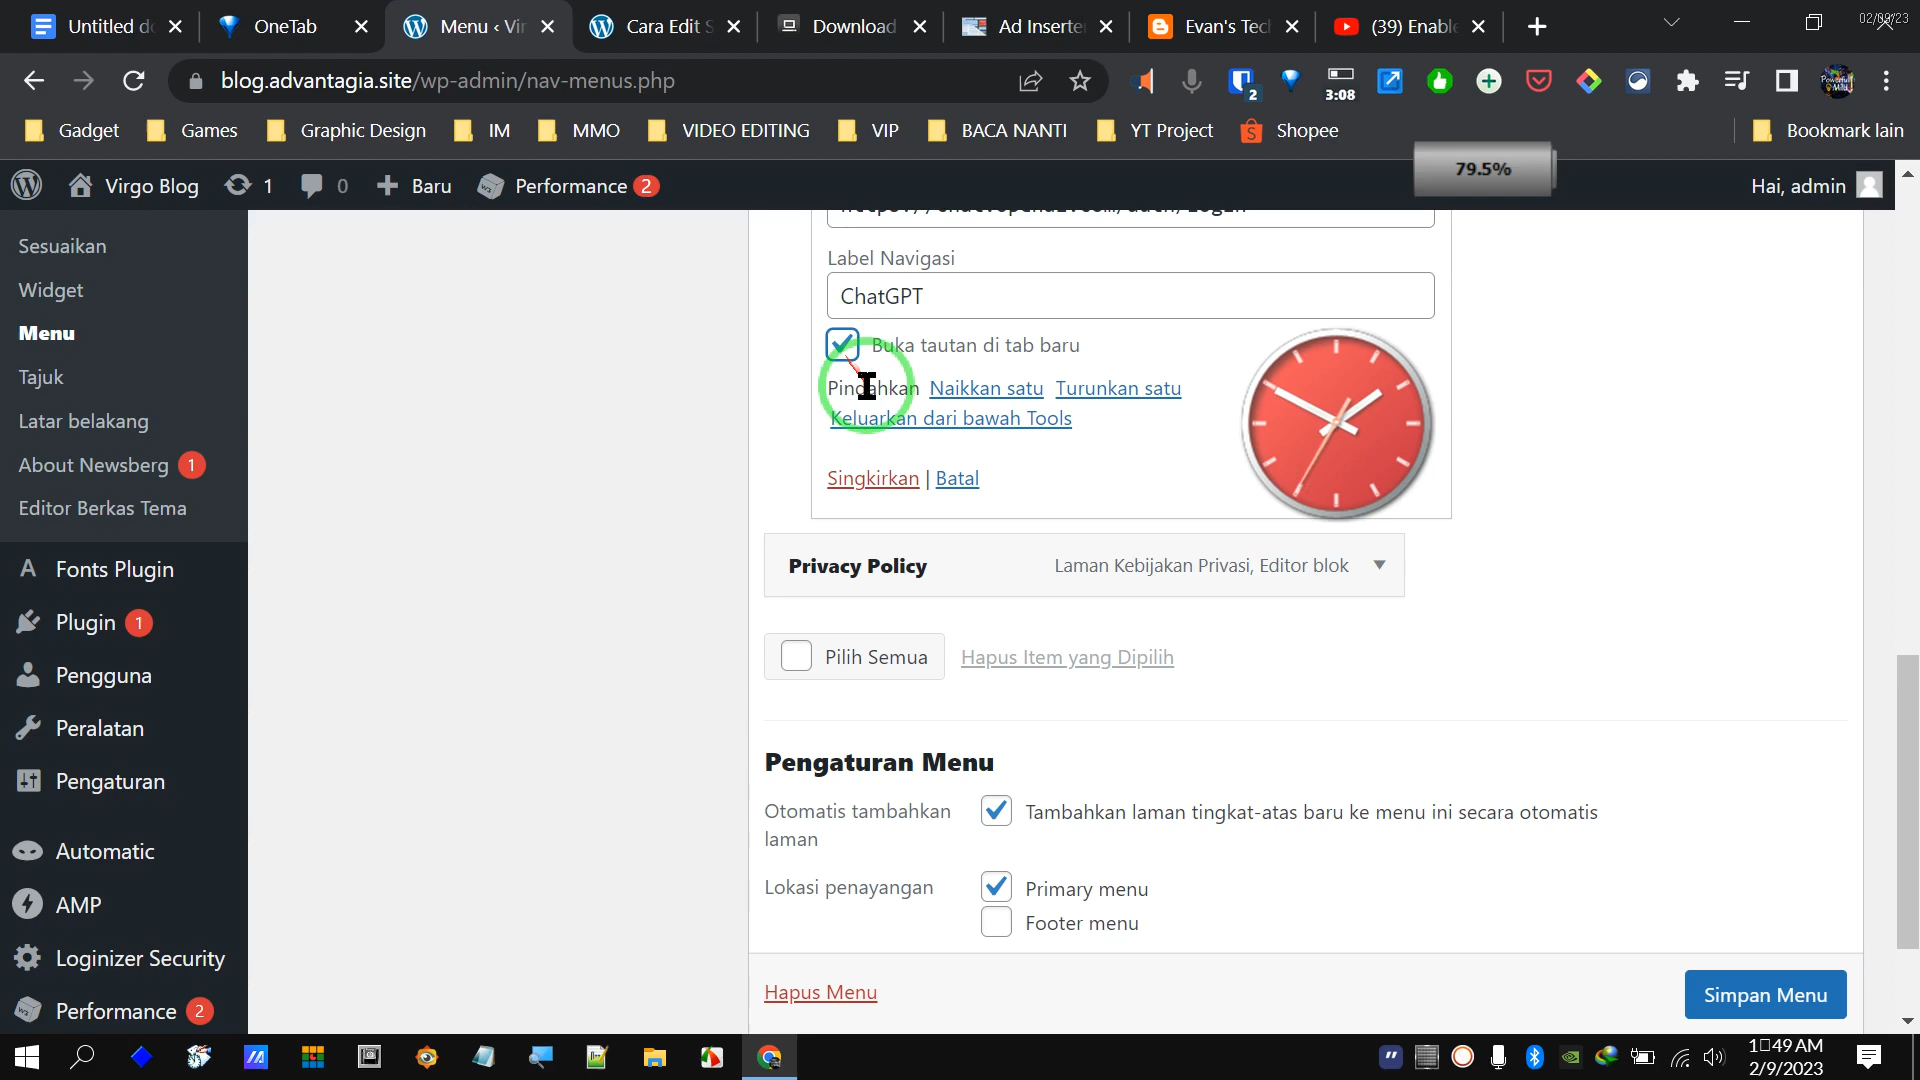 Untitled d
OneTab
Menu ‹ Vir
Cara Edit S
Download
Ad Inserte
Evan's Tec
(39) Enable
02/09/23
blog.advantagia.site/wp-admin/nav-menus.php
2
3:08
Gadget
Games
Graphic Design
IM
MMO
VIDEO EDITING
VIP
BACA NANTI
YT Project
Shopee
Bookmark lain
79.5%
Virgo Blog
1
0
Baru
Performance 2
Hai, admin
Sesuaikan
Widget
Menu
Tajuk
Latar belakang
About Newsberg 1
Editor Berkas Tema
Fonts Plugin
Plugin 1
Pengguna
Peralatan
Pengaturan
Automatic
AMP
Loginizer Security
Performance 2
Label Navigasi
ChatGPT
Buka tautan di tab baru
Pindahkan Naikkan satu Turunkan satu
Keluarkan dari bawah Tools
Singkirkan | Batal
Privacy Policy
Laman Kebijakan Privasi, Editor blok
Pilih Semua
Hapus Item yang Dipilih
Pengaturan Menu
Otomatis tambahkan
laman
Tambahkan laman tingkat-atas baru ke menu ini secara otomatis
Lokasi penayangan
Primary menu
Footer menu
Hapus Menu
Simpan Menu
1:49 AM
2/9/2023